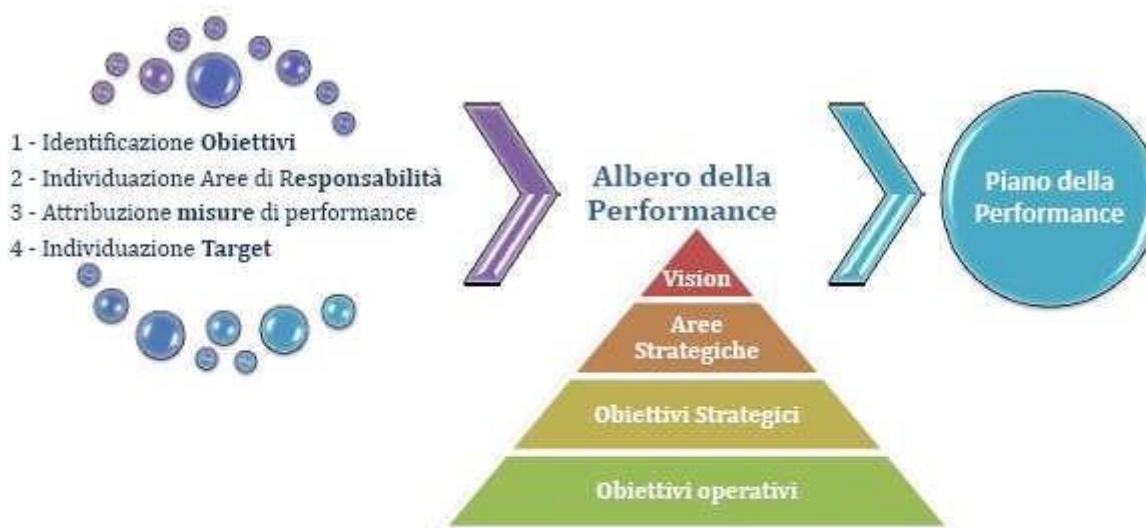 1 - Identificazione Obiettivi
2 - Individuazione Aree di Responsabilità
3 - Attribuzione misure di performance
4 - Individuazione Target
Albero della
Performance
Vision
Aree
Strategiche
Obiettivi Strategici
Obiettivi operativi
Piano della
Performance